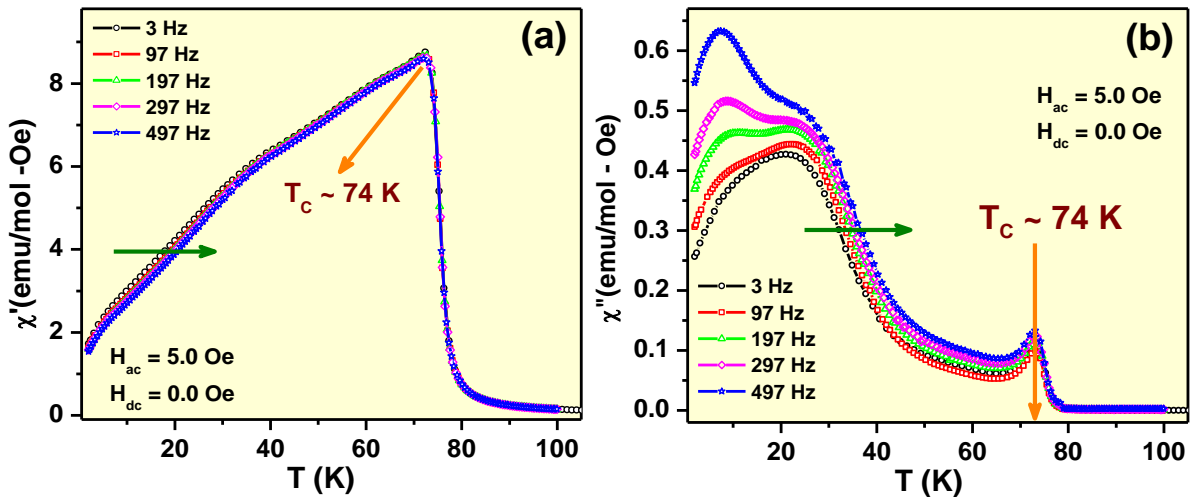 (a)
3 Hz
97 Hz
197 Hz
297 Hz
497 Hz
T_C ~ 74 K
H_ac = 5.0 Oe
H_dc = 0.0 Oe
χ'(emu/mol -Oe)
8
6
4
2
0
20 40 60 80 100
T (K)
(b)
H_ac = 5.0 Oe
H_dc = 0.0 Oe
T_C ~ 74 K
3 Hz
97 Hz
197 Hz
297 Hz
497 Hz
χ"(emu/mol - Oe)
0.6
0.5
0.4
0.3
0.2
0.1
0.0
20 40 60 80 100
T (K)